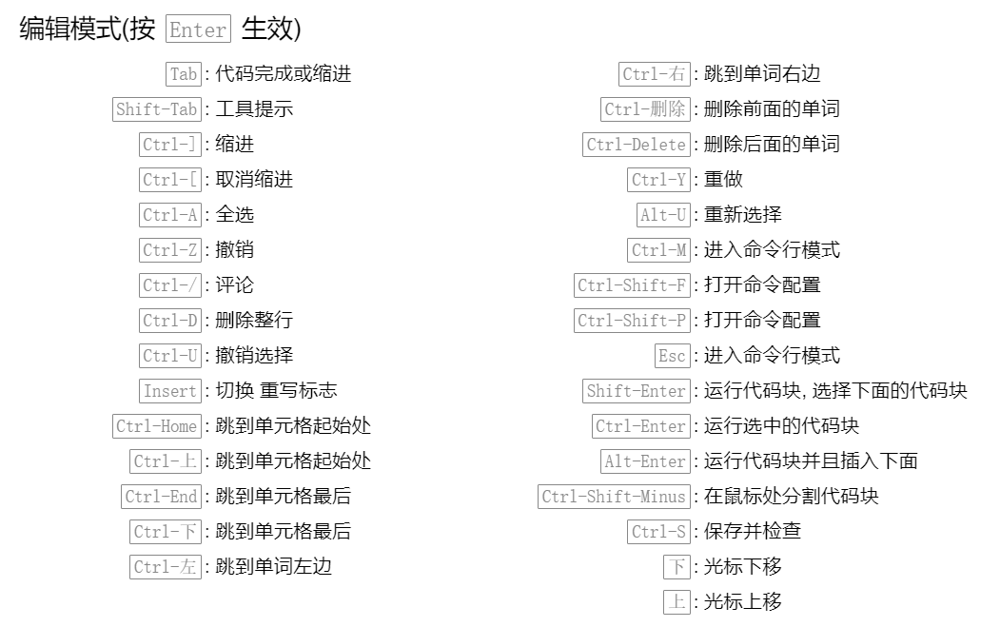 编辑模式(按 Enter 生效)
Tab : 代码完成或缩进
Shift-Tab : 工具提示
Ctrl-] : 缩进
Ctrl-[ : 取消缩进
Ctrl-A : 全选
Ctrl-Z : 撤销
Ctrl-/ : 评论
Ctrl-D : 删除整行
Ctrl-U : 撤销选择
Insert : 切换 重写标志
Ctrl-Home : 跳到单元格起始处
Ctrl-上 : 跳到单元格起始处
Ctrl-End : 跳到单元格最后
Ctrl-下 : 跳到单元格最后
Ctrl-左 : 跳到单词左边
Ctrl-右 : 跳到单词右边
Ctrl-删除 : 删除前面的单词
Ctrl-Delete : 删除后面的单词
Ctrl-Y : 重做
Alt-U : 重新选择
Ctrl-M : 进入命令行模式
Ctrl-Shift-F : 打开命令配置
Ctrl-Shift-P : 打开命令配置
Esc : 进入命令行模式
Shift-Enter : 运行代码块, 选择下面的代码块
Ctrl-Enter : 运行选中的代码块
Alt-Enter : 运行代码块并且插入下面
Ctrl-Shift-Minus : 在鼠标处分割代码块
Ctrl-S : 保存并检查
下 : 光标下移
上 : 光标上移